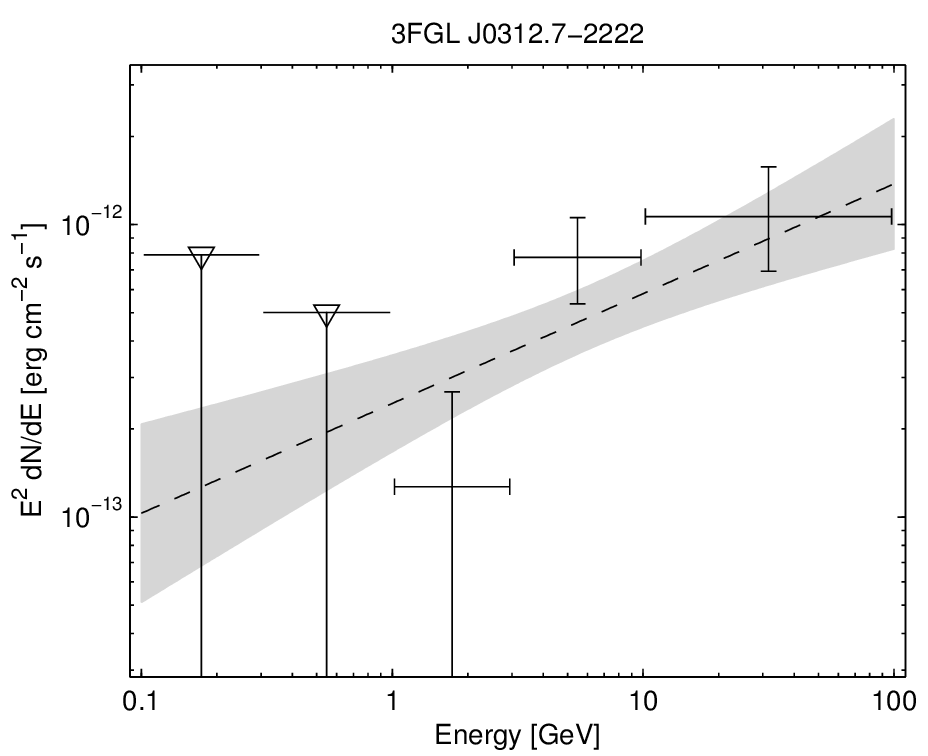 3FGL J0312.7−2222
E² dN/dE [erg cm⁻² s⁻¹]
10⁻¹²
10⁻¹³
0.1 1 10 100
Energy [GeV]